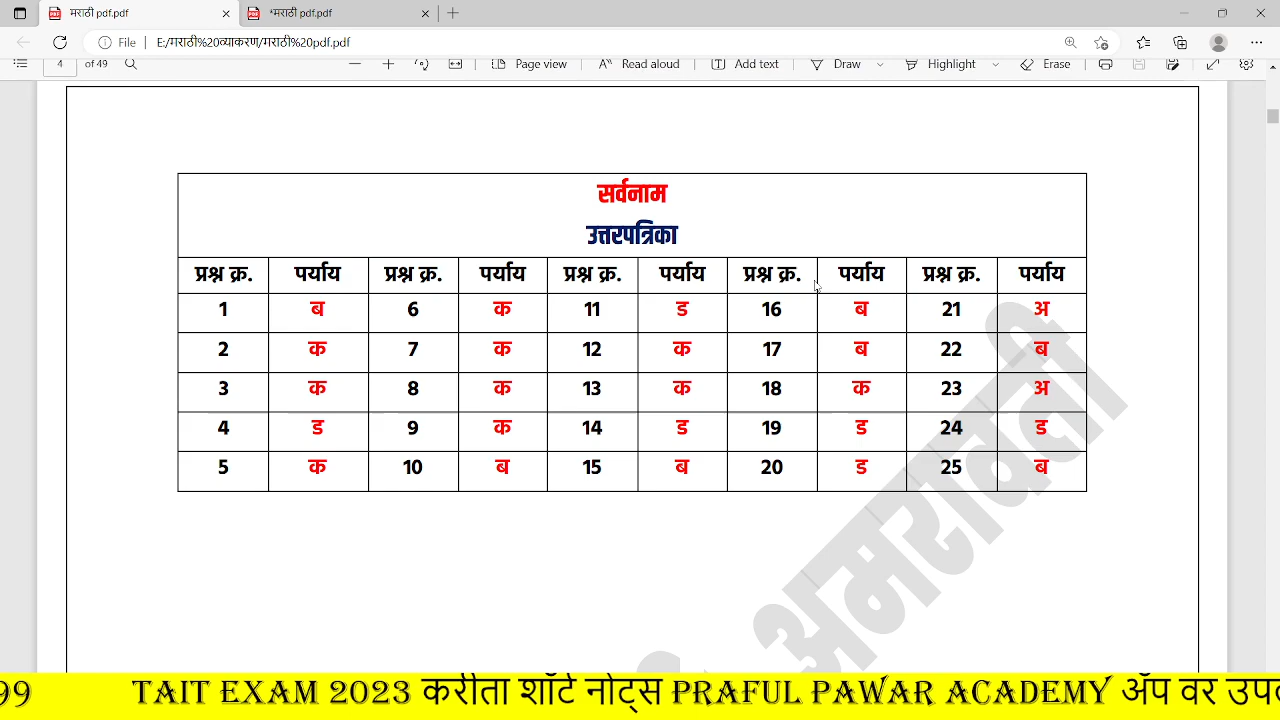 मराठी pdf.pdf
*मराठी pdf.pdf
File E:/मराठी%20व्याकरण/मराठी%20pdf.pdf
4 of 49 Page view Read aloud Add text Draw Highlight Erase
सर्वनाम
उत्तरपत्रिका
प्रश्न क्र. पर्याय प्रश्न क्र. पर्याय प्रश्न क्र. पर्याय प्रश्न क्र. पर्याय प्रश्न क्र. पर्याय
1 ब 6 क 11 ड 16 ब 21 अ
2 क 7 क 12 क 17 ब 22 ब
3 क 8 क 13 क 18 क 23 अ
4 ड 9 क 14 ड 19 ड 24 ड
5 क 10 ब 15 ब 20 ड 25 ब
अमरावती
99 TAIT EXAM 2023 करीता शॉर्ट नोट्स PRAFUL PAWAR ACADEMY ॲप वर